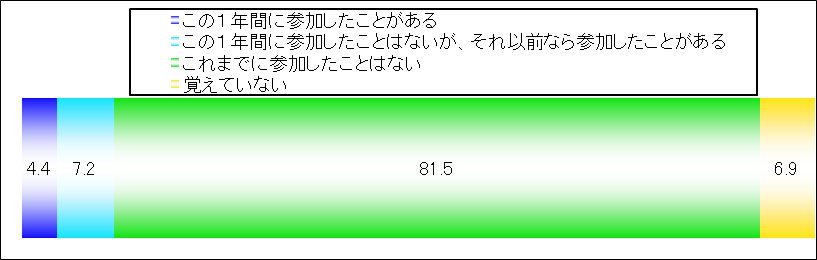 この１年間に参加したことがある
この１年間に参加したことはないが、それ以前なら参加したことがある
これまでに参加したことはない
覚えていない
4.4 7.2 81.5 6.9